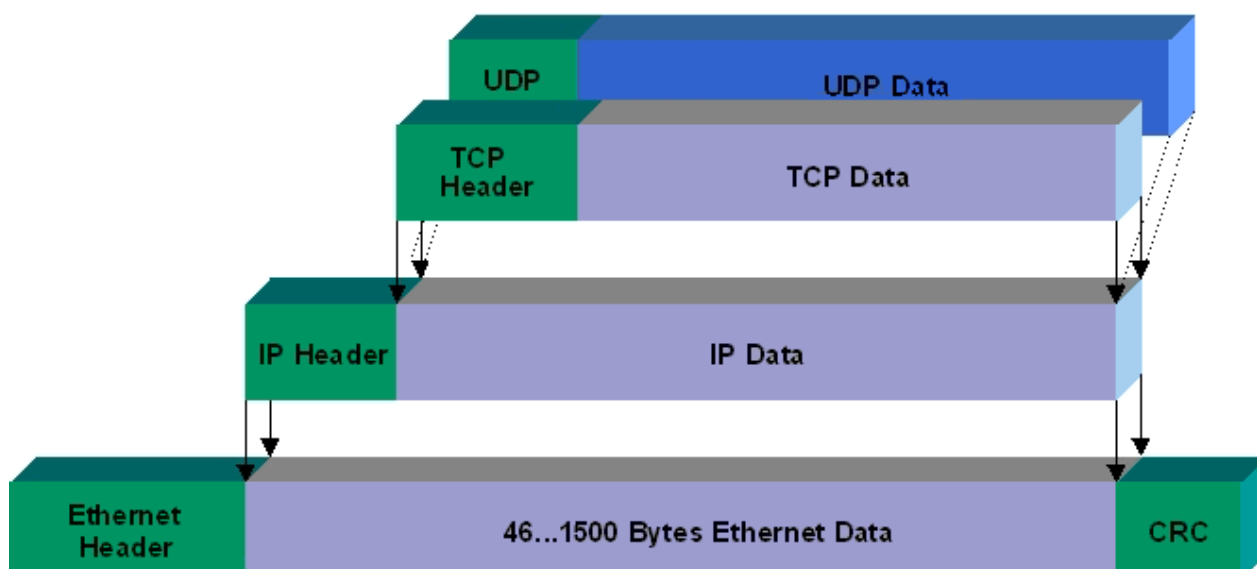 UDP
UDP Data
TCP
Header
TCP Data
IP Header
IP Data
Ethernet
Header
46...1500 Bytes Ethernet Data
CRC